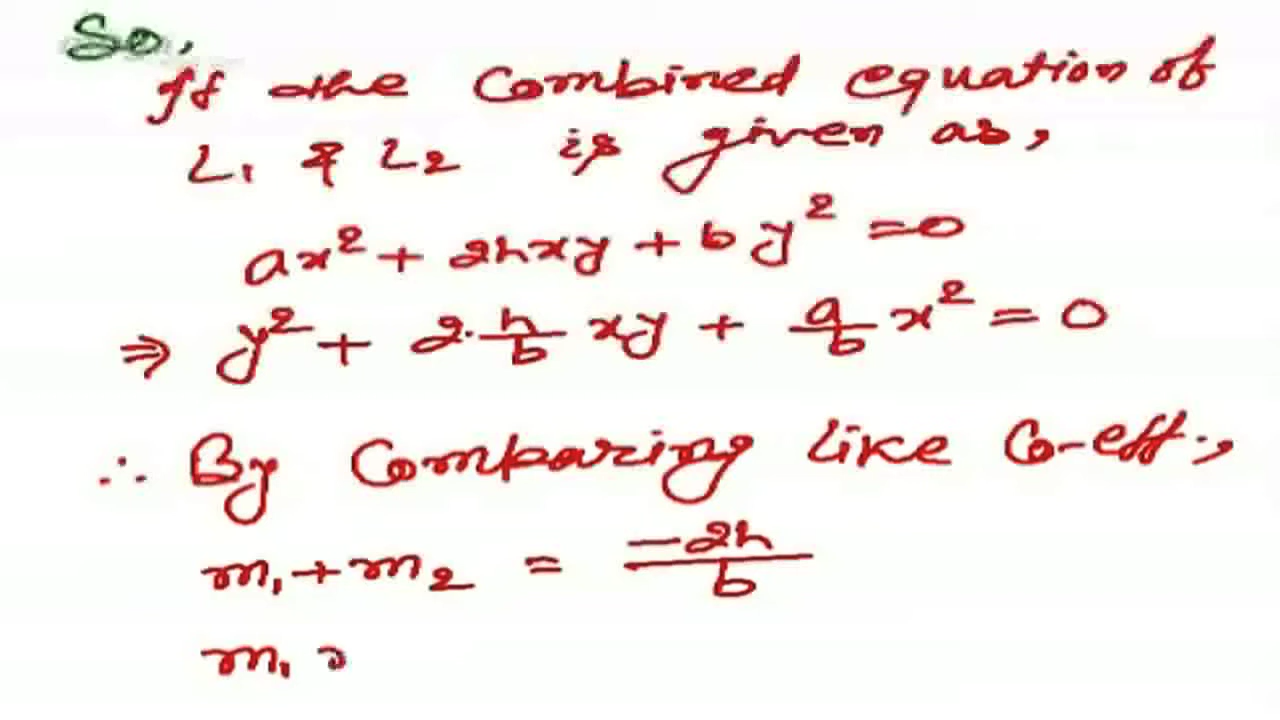 So,
If the Combined equation of
L₁ & L₂ is given as,
ax² + 2hxy + by² = 0
⇒ y² + 2·h/b xy + a/b x² = 0
∴ By Comparing like Co-eff.,
m₁ + m₂ = -2h/b
m₁